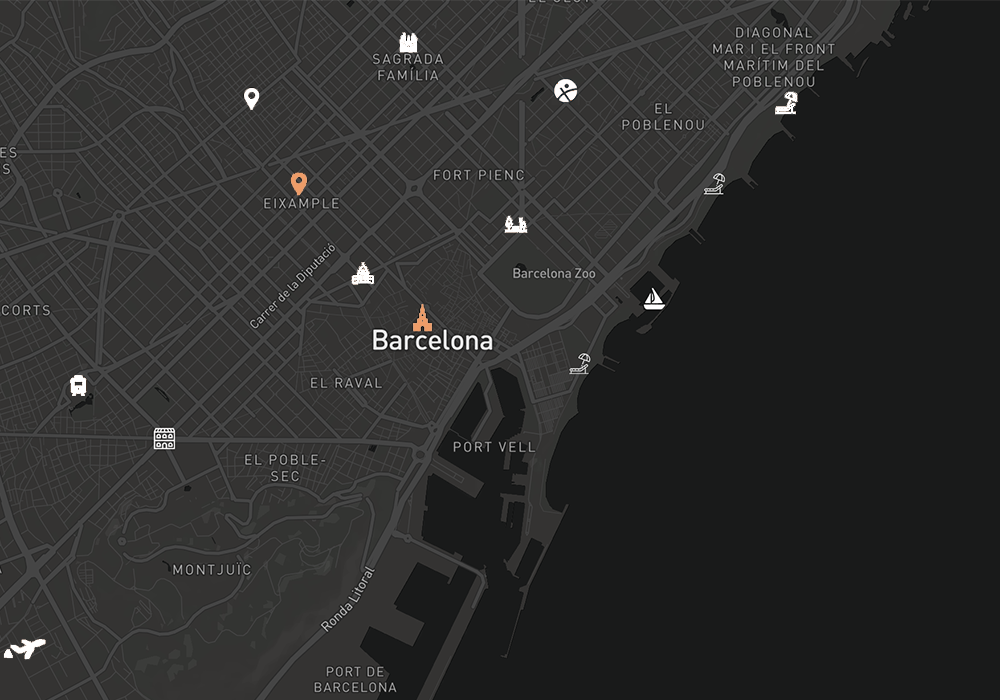 DIAGONAL
MAR I EL FRONT
MARÍTIM DEL
POBLENOU
SAGRADA
FAMÍLIA
EL
POBLENOU
FORT PIENC
EIXAMPLE
Carrer de la Diputació
Barcelona Zoo
CORTS
Barcelona
EL RAVAL
PORT VELL
EL POBLE-
SEC
MONTJUÏC
Ronda Litoral
PORT DE
BARCELONA